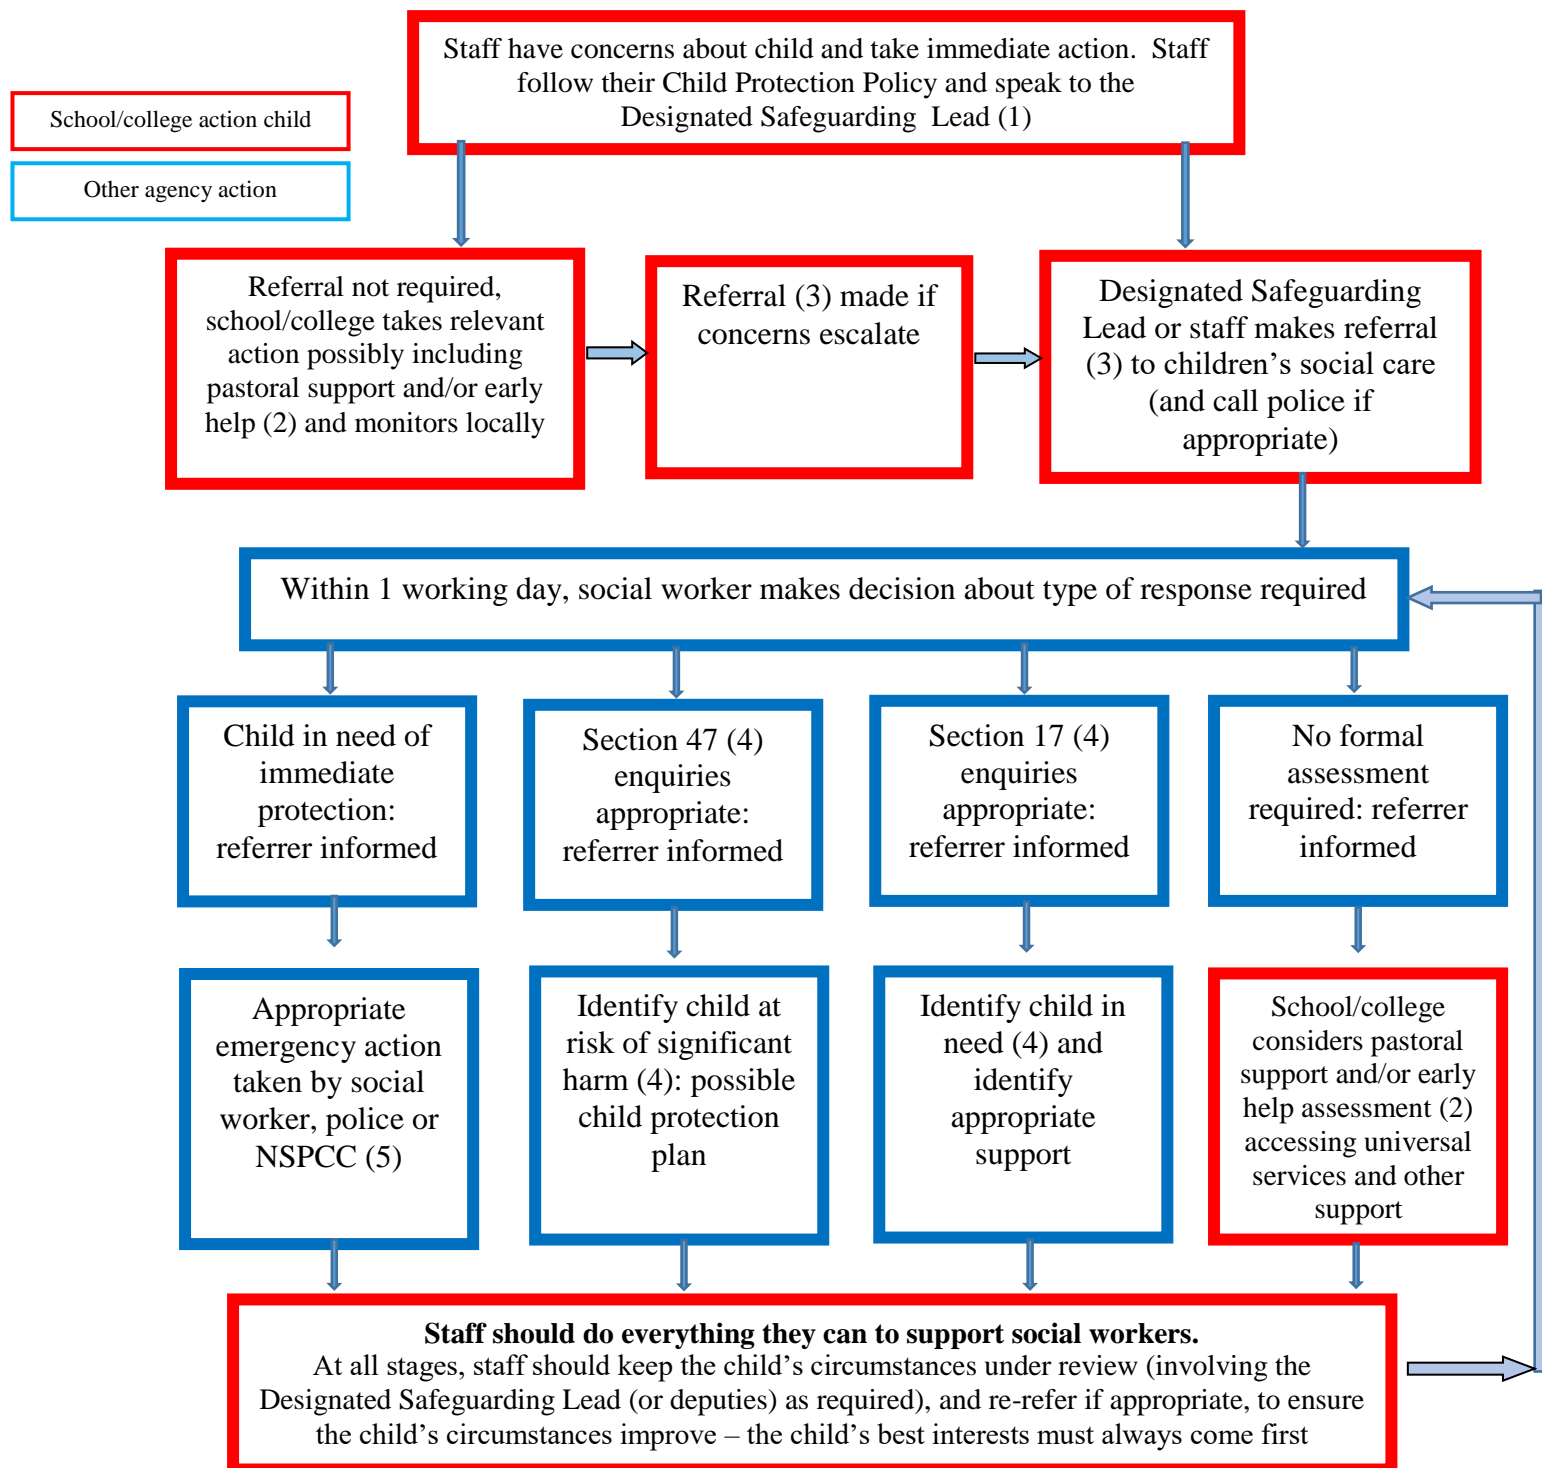 Staff have concerns about child and take immediate action.  Staff
follow their Child Protection Policy and speak to the
Designated Safeguarding  Lead (1)
School/college action child
Other agency action
Referral not required,
school/college takes relevant
action possibly including
pastoral support and/or early
help (2) and monitors locally
Referral (3) made if
concerns escalate
Designated Safeguarding
Lead or staff makes referral
(3) to children’s social care
(and call police if
appropriate)
Within 1 working day, social worker makes decision about type of response required
Child in need of
immediate
protection:
referrer informed
Section 47 (4)
enquiries
appropriate:
referrer informed
Section 17 (4)
enquiries
appropriate:
referrer informed
No formal
assessment
required: referrer
informed
Appropriate
emergency action
taken by social
worker, police or
NSPCC (5)
Identify child at
risk of significant
harm (4): possible
child protection
plan
Identify child in
need (4) and
identify
appropriate
support
School/college
considers pastoral
support and/or early
help assessment (2)
accessing universal
services and other
support
Staff should do everything they can to support social workers.
At all stages, staff should keep the child’s circumstances under review (involving the
Designated Safeguarding Lead (or deputies) as required), and re-refer if appropriate, to ensure
the child’s circumstances improve – the child’s best interests must always come first